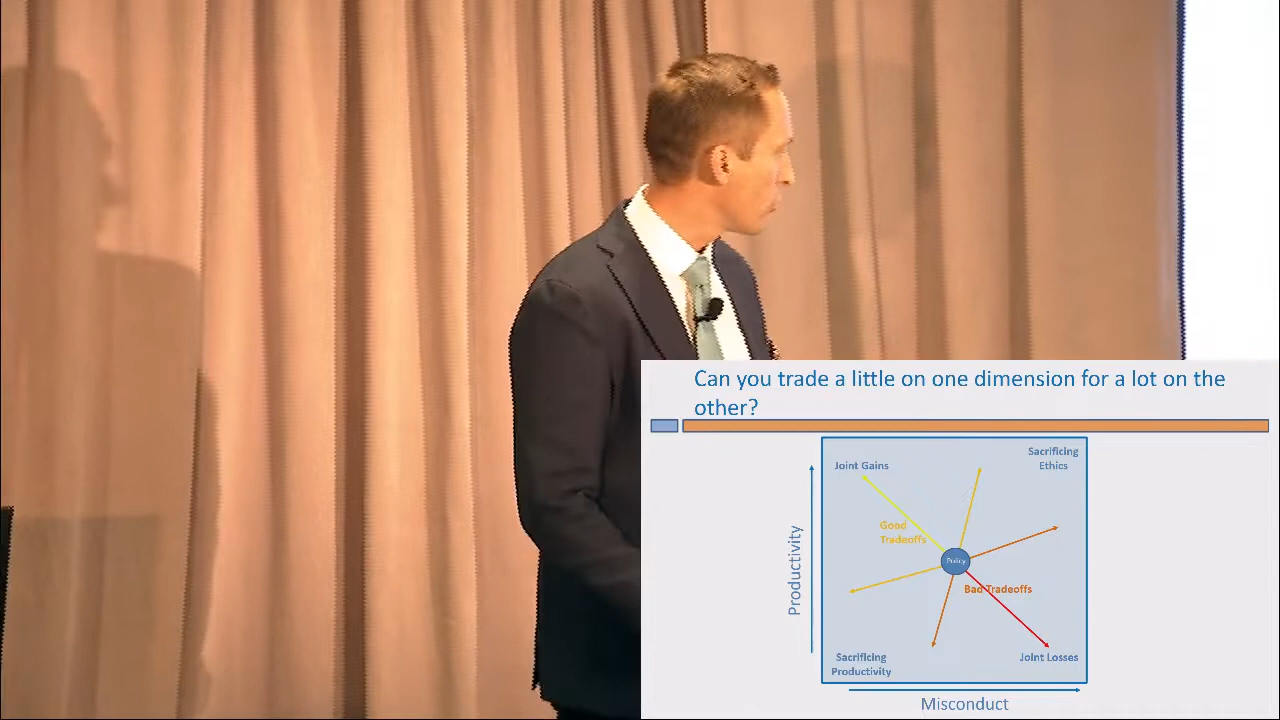 Can you trade a little on one dimension for a lot on the
other?
Sacrificing
Ethics
Joint Gains
Good
Tradeoffs
Productivity
Policy
Bad Tradeoffs
Sacrificing
Productivity
Joint Losses
Misconduct